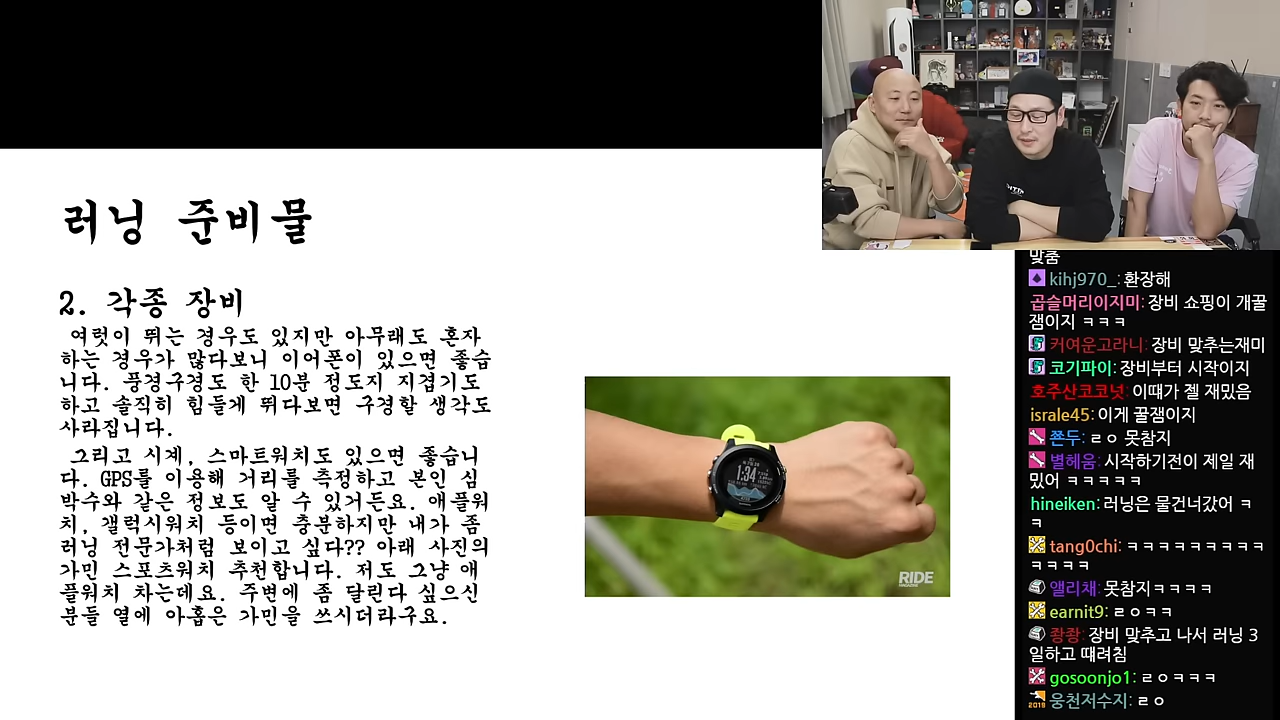 러닝 준비물
2. 각종 장비
여럿이 뛰는 경우도 있지만 아무래도 혼자
하는 경우가 많다보니 이어폰이 있으면 좋습
니다. 풍경구경도 한 10분 정도지 지겹기도
하고 솔직히 힘들게 뛰다보면 구경할 생각도
사라집니다.
그리고 시계, 스마트워치도 있으면 좋습니
다. GPS를 이용해 거리를 측정하고 본인 심
박수와 같은 정보도 알 수 있거든요. 애플워
치, 갤럭시워치 등이면 충분하지만 내가 좀
러닝 전문가처럼 보이고 싶다?? 아래 사진의
가민 스포츠워치 추천합니다. 저도 그냥 애
플워치 차는데요. 주변에 좀 달린다 싶으신
분들 열에 아홉은 가민을 쓰시더라구요.
1:34
RIDE
MAGAZINE
맞춤
kihj970_: 환장해
곱슬머리이지미: 장비 쇼핑이 개꿀
잼이지 ㅋㅋㅋ
커여운고라니: 장비 맞추는재미
코기파이: 장비부터 시작이지
호주산코코넛: 이때가 젤 재밌음
israle45: 이게 꿀잼이지
쫀두: ㄹㅇ 못참지
별헤움: 시작하기전이 제일 재
밌어 ㅋㅋㅋㅋㅋ
hineiken: 러닝은 물건너갔어 ㅋ
ㅋ
tang0chi: ㅋㅋㅋㅋㅋㅋㅋㅋㅋ
ㅋㅋㅋㅋ
앨리채: 못참지ㅋㅋㅋㅋ
earnit9: ㄹㅇㅋㅋ
좡좡: 장비 맞추고 나서 러닝 3
일하고 때려침
gosoonjo1: ㄹㅇㅋㅋㅋ
2018 웅천저수지: ㄹㅇ